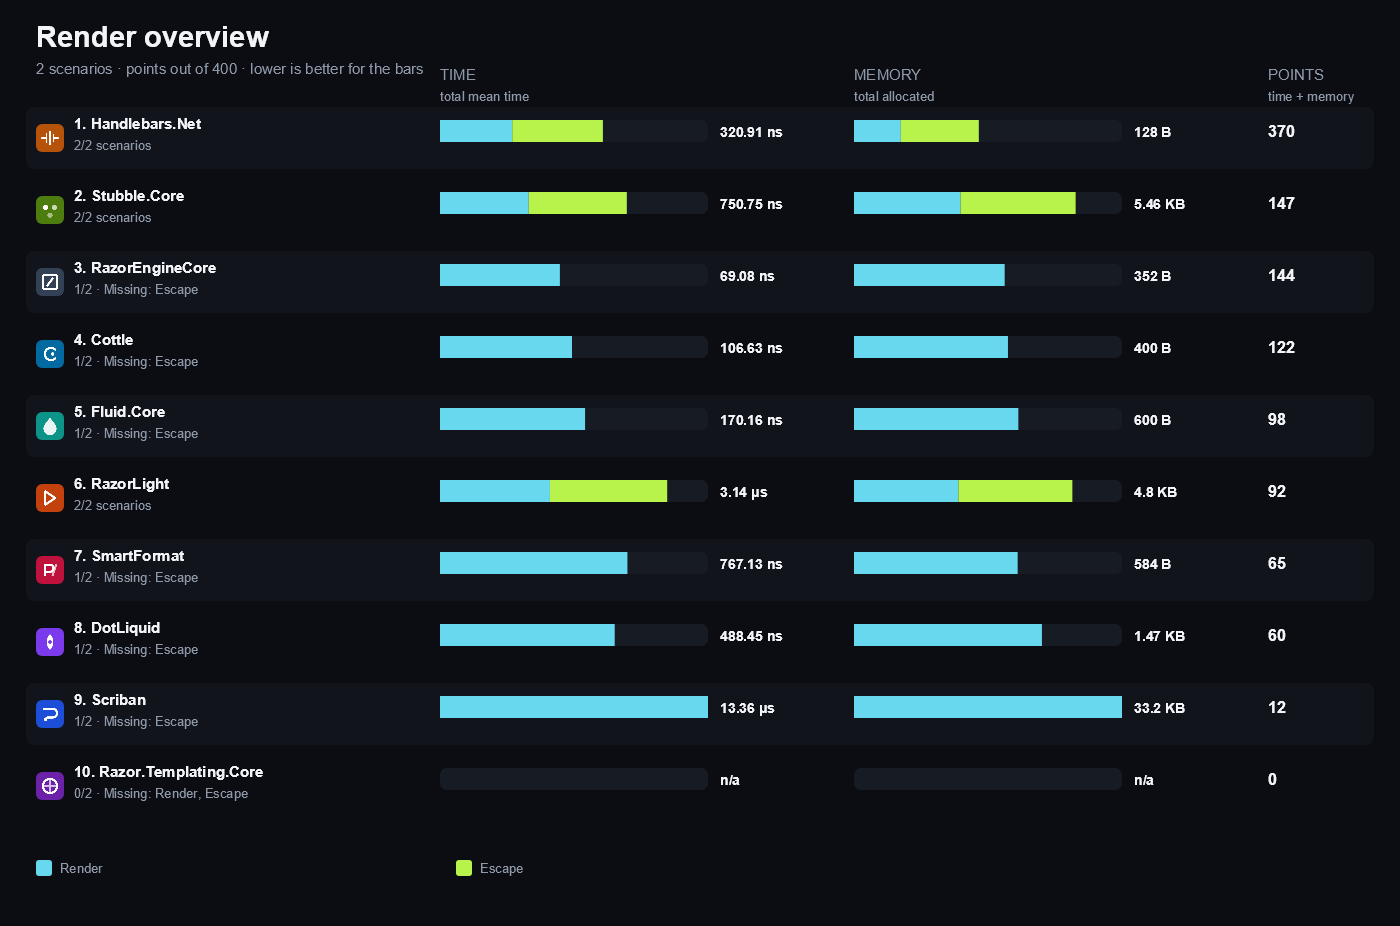 Render overview
2 scenarios · points out of 400 · lower is better for the bars
TIME
total mean time
MEMORY
total allocated
POINTS
time + memory
1. Handlebars.Net
2/2 scenarios
320.91 ns
128 B
370
2. Stubble.Core
2/2 scenarios
750.75 ns
5.46 KB
147
3. RazorEngineCore
1/2 · Missing: Escape
69.08 ns
352 B
144
4. Cottle
1/2 · Missing: Escape
106.63 ns
400 B
122
5. Fluid.Core
1/2 · Missing: Escape
170.16 ns
600 B
98
6. RazorLight
2/2 scenarios
3.14 µs
4.8 KB
92
7. SmartFormat
1/2 · Missing: Escape
767.13 ns
584 B
65
8. DotLiquid
1/2 · Missing: Escape
488.45 ns
1.47 KB
60
9. Scriban
1/2 · Missing: Escape
13.36 µs
33.2 KB
12
10. Razor.Templating.Core
0/2 · Missing: Render, Escape
n/a
n/a
0
Render
Escape